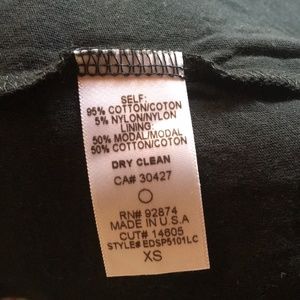 SELF:
95% COTTON/COTON
5% NYLON/NYLON
LINING:
50% MODAL/MODAL
50% COTTON/COTON
DRY CLEAN
CA# 30427
RN# 92874
MADE IN U.S.A
CUT# 14605
STYLE# EDSP5101LC
XS